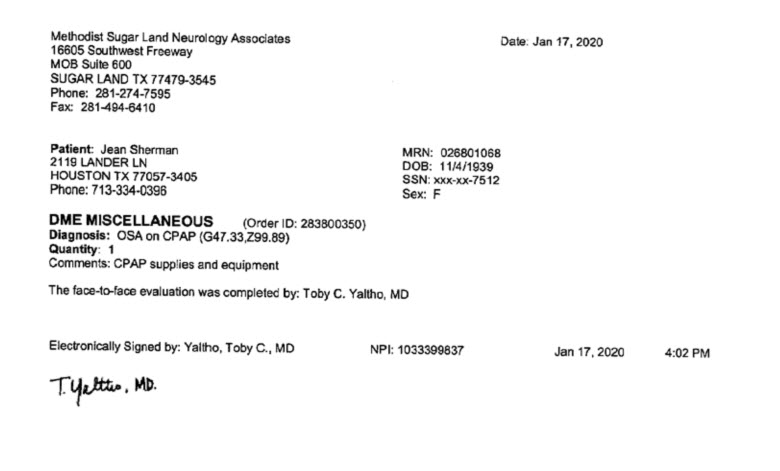 Methodist Sugar Land Neurology Associates
Date: Jan 17, 2020
16605 Southwest Freeway
MOB Suite 600
SUGAR LAND TX 77479-3545
Phone: 281-274-7595
Fax: 281-494-6410
Patient: Jean Sherman
2119 LANDER LN
HOUSTON TX 77057-3405
Phone: 713-334-0396
MRN: 026801068
DOB: 11/4/1939
SSN: xxx-xx-7512
Sex: F
DME MISCELLANEOUS (Order ID: 283800350)
Diagnosis: OSA on CPAP (G47.33,Z99.89)
Quantity: 1
Comments: CPAP supplies and equipment
The face-to-face evaluation was completed by: Toby C. Yaltho, MD
Electronically Signed by: Yaltho, Toby C., MD NPI: 1033399837 Jan 17, 2020 4:02 PM
T. Yaltho, MD.